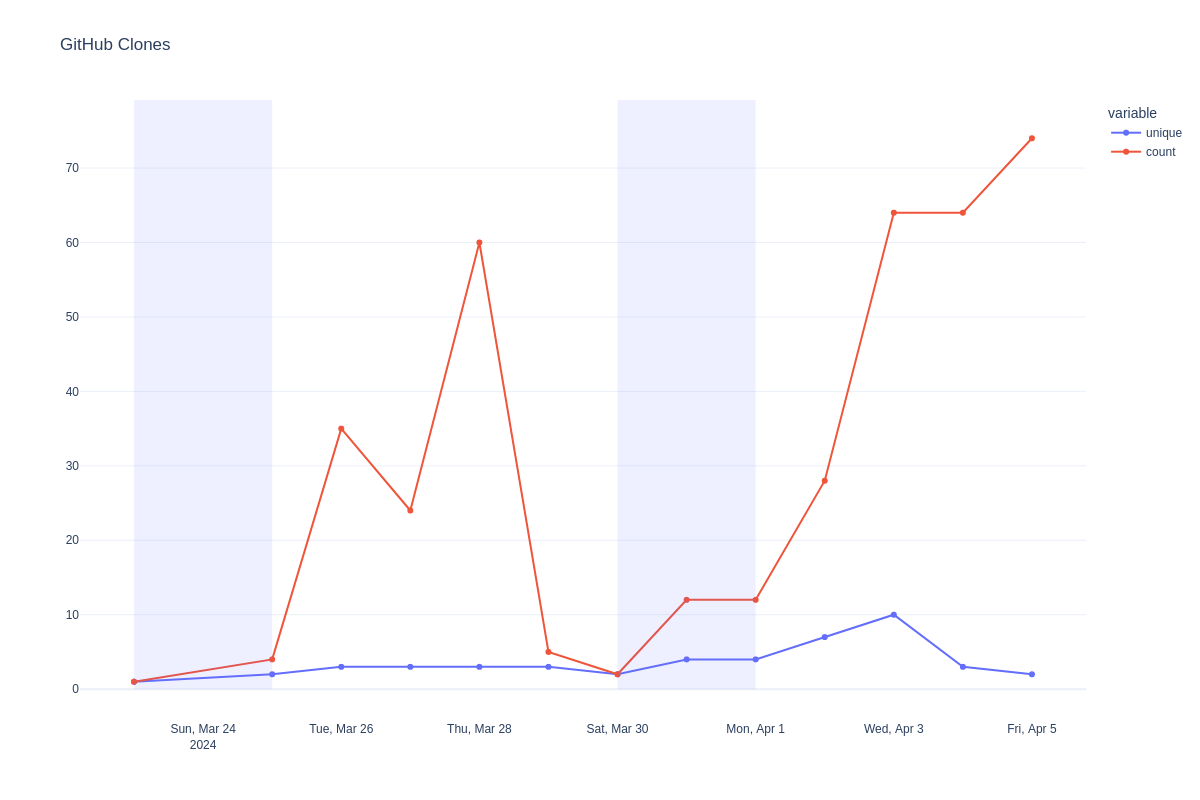 GitHub Clones
variable
unique
count
70
60
50
40
30
20
10
0
Sun, Mar 24
2024
Tue, Mar 26
Thu, Mar 28
Sat, Mar 30
Mon, Apr 1
Wed, Apr 3
Fri, Apr 5